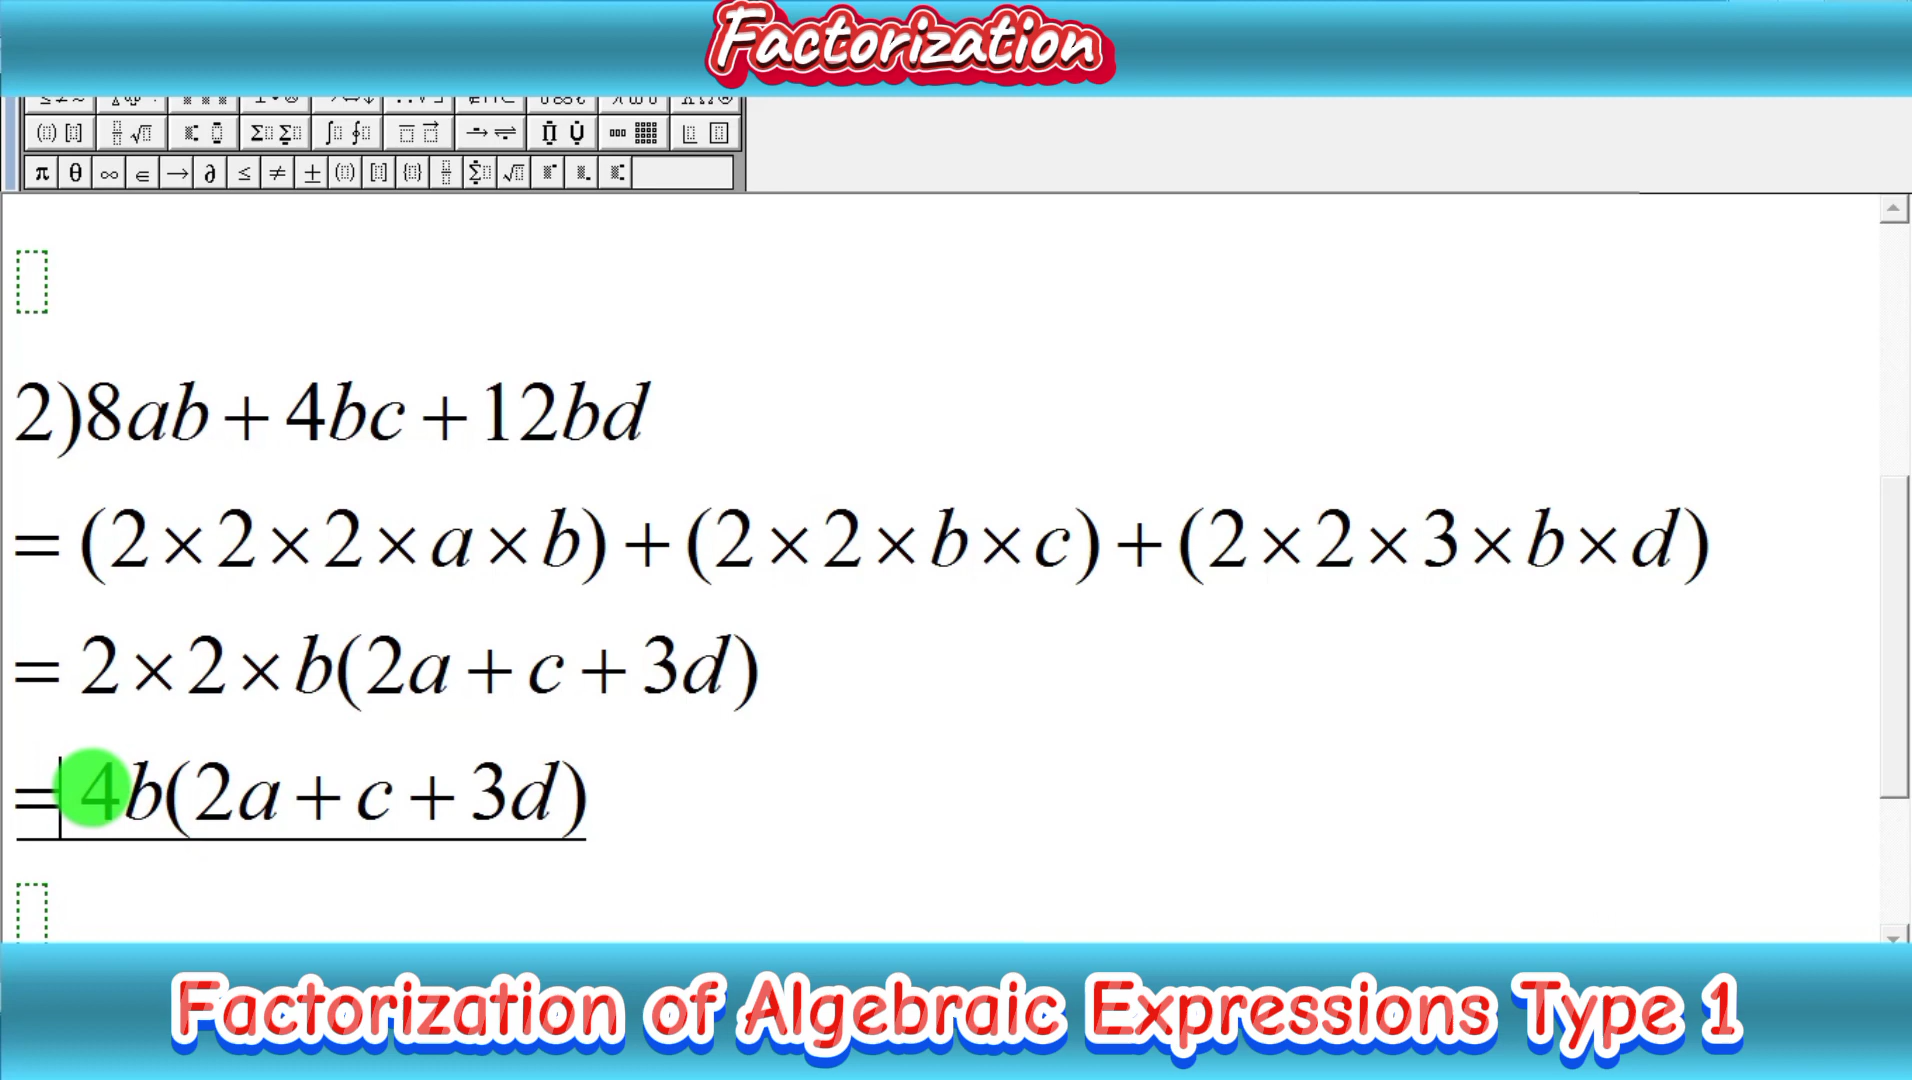 Factorization
π θ ∞ ∈ → ∂ ≤ ≠ ±
2)8ab + 4bc + 12bd
= (2 × 2 × 2 × a × b) + (2 × 2 × b × c) + (2 × 2 × 3 × b × d)
= 2 × 2 × b(2a + c + 3d)
= 4b(2a + c + 3d)
Factorization of Algebraic Expressions Type 1